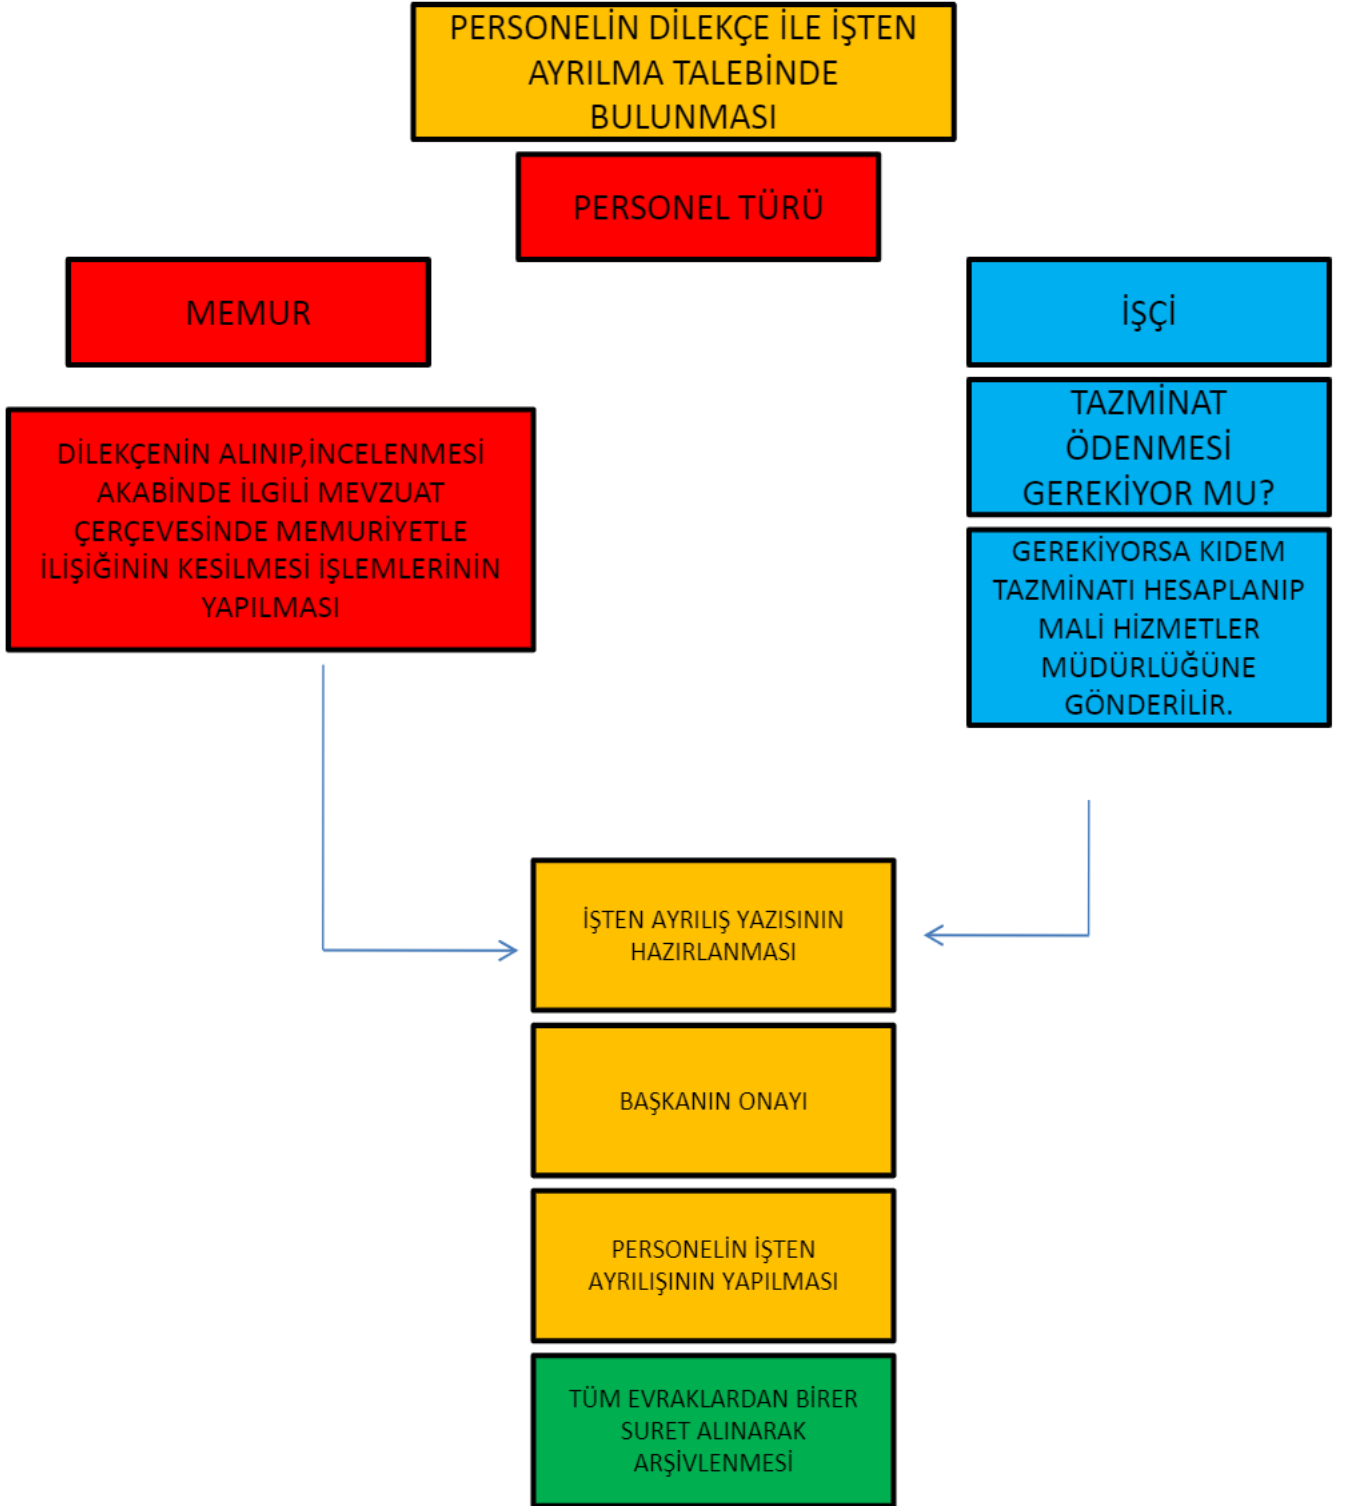 PERSONELİN DİLEKÇE İLE İŞTEN
AYRILMA TALEBİNDE
BULUNMASI
PERSONEL TÜRÜ
MEMUR
DİLEKÇENİN ALINIP,İNCELENMESİ
AKABİNDE İLGİLİ MEVZUAT
ÇERÇEVESİNDE MEMURİYETLE
İLİŞİĞİNİN KESİLMESİ İŞLEMLERİNİN
YAPILMASI
İŞÇİ
TAZMİNAT
ÖDENMESİ
GEREKİYOR MU?
GEREKİYORSA KIDEM
TAZMİNATI HESAPLANIP
MALİ HİZMETLER
MÜDÜRLÜĞÜNE
GÖNDERİLİR.
İŞTEN AYRILIŞ YAZISININ
HAZIRLANMASI
BAŞKANIN ONAYI
PERSONELİN İŞTEN
AYRILIŞININ YAPILMASI
TÜM EVRAKLARDAN BİRER
SURET ALINARAK
ARŞİVLENMESİ